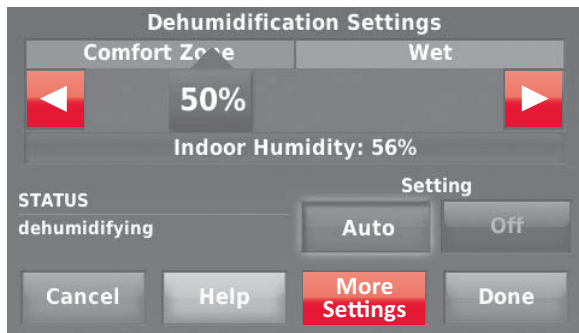 Dehumidification Settings
Comfort Zone Wet
50%
Indoor Humidity: 56%
Setting
STATUS
dehumidifying
Auto Off
Cancel Help More Settings Done